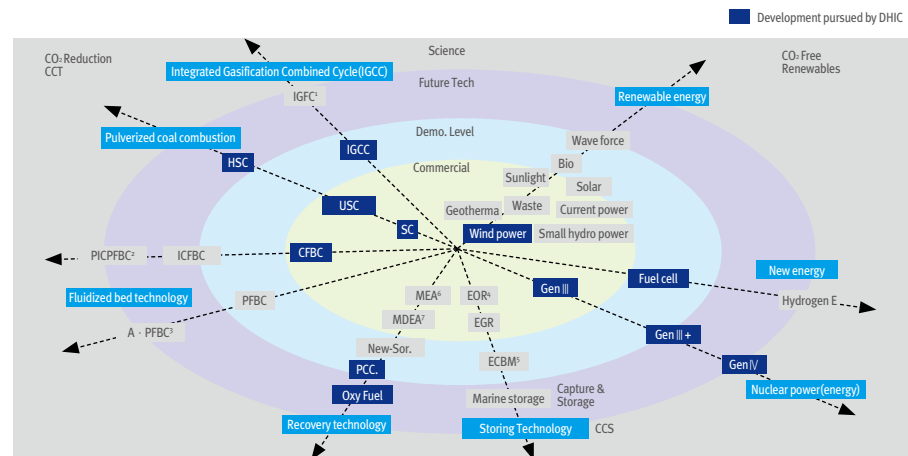 Development pursued by DHIC
Science
CO₂ Reduction
CCT
CO₂ Free
Renewables
Integrated Gasification Combined Cycle(IGCC)
Future Tech
IGFC¹
Renewable energy
Pulverized coal combustion
Demo. Level
Wave force
HSC
IGCC
Commercial
Bio
Sunlight
Solar
USC
Geotherma
Waste
Current power
SC
Wind power
Small hydro power
PICPFBC²
ICFBC
CFBC
New energy
Fuel cell
Fluidized bed technology
PFBC
MEA⁶
EOR⁴
Gen Ⅲ
Hydrogen E
A · PFBC³
MDEA⁷
EGR
Gen Ⅲ +
New-Sor.
ECBM⁵
PCC.
Gen Ⅳ
Oxy Fuel
Marine storage
Capture &
Storage
Nuclear power(energy)
Recovery technology
Storing Technology
CCS